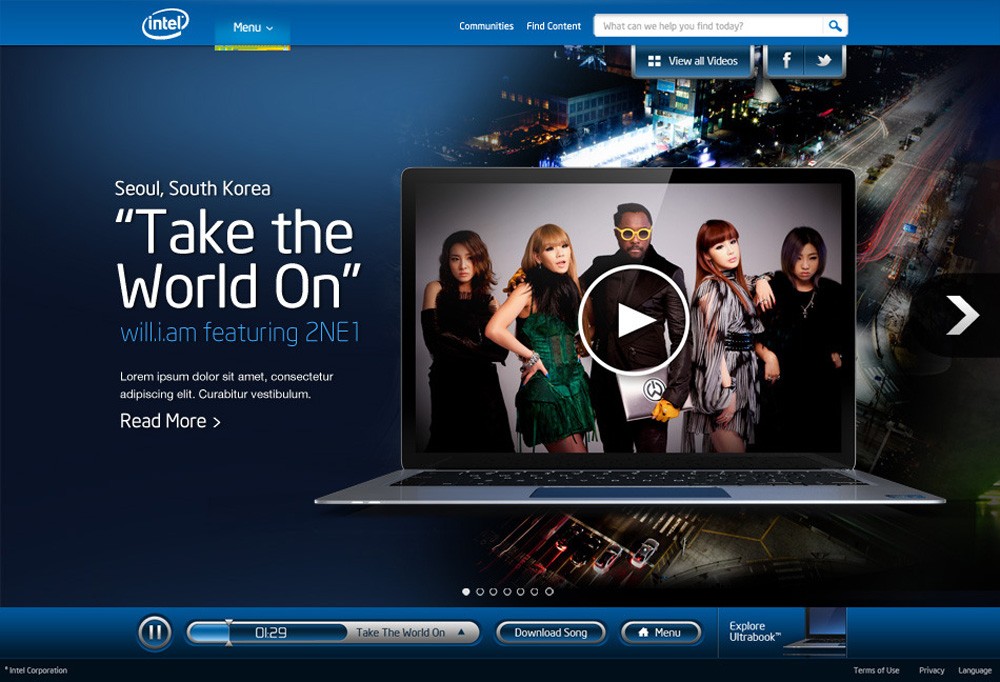 intel
Menu
Communities
Find Content
What can we help you find today?
View all Videos
f
Seoul, South Korea
“Take the
World On”
will.i.am featuring 2NE1
Lorem ipsum dolor sit amet, consectetur
adipiscing elit. Curabitur vestibulum.
Read More >
01:29
Take The World On
Download Song
Menu
Explore
Ultrabook™
* Intel Corporation
Terms of Use
Privacy
Language